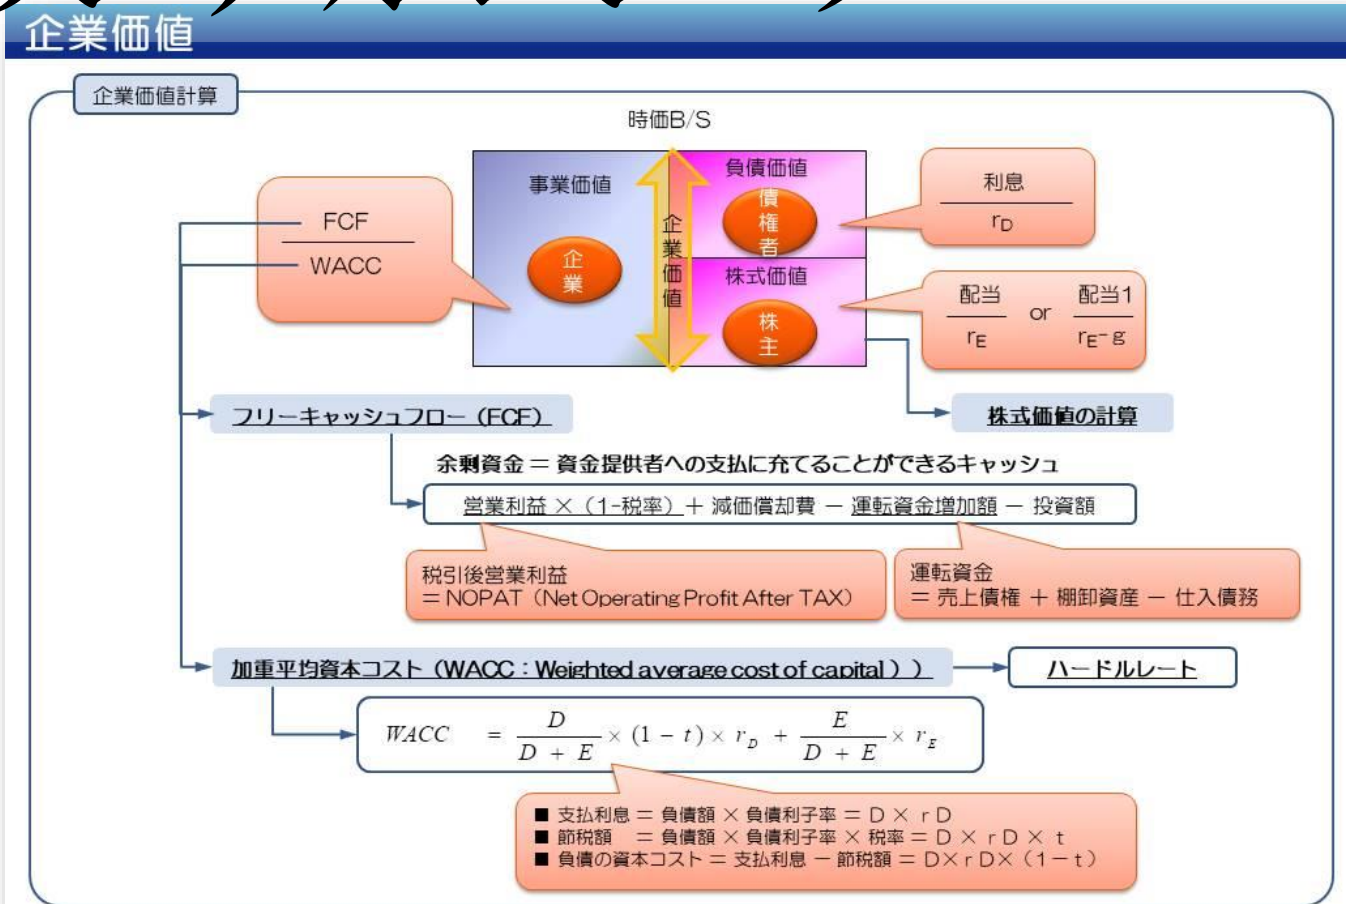 企業価値
企業価値計算
時価B/S
事業価値
企業
企業価値
負債価値
債権者
株式価値
株主
FCF
WACC
利息
rD
配当
rE
or
配当1
rE-g
フリーキャッシュフロー（FCF）
株式価値の計算
余剰資金 ＝ 資金提供者への支払に充てることができるキャッシュ
営業利益 ×（1-税率）＋ 減価償却費 － 運転資金増加額 － 投資額
税引後営業利益
＝ NOPAT（Net Operating Profit After TAX）
運転資金
＝ 売上債権 ＋ 棚卸資産 － 仕入債務
加重平均資本コスト（WACC：Weighted average cost of capital））
ハードルレート
WACC = D / D + E × (1 − t) × rD + E / D + E × rE
■ 支払利息 ＝ 負債額 × 負債利子率 ＝ D × rD
■ 節税額 ＝ 負債額 × 負債利子率 × 税率 ＝ D × rD × t
■ 負債の資本コスト ＝ 支払利息 － 節税額 ＝ D×rD×（1－t）